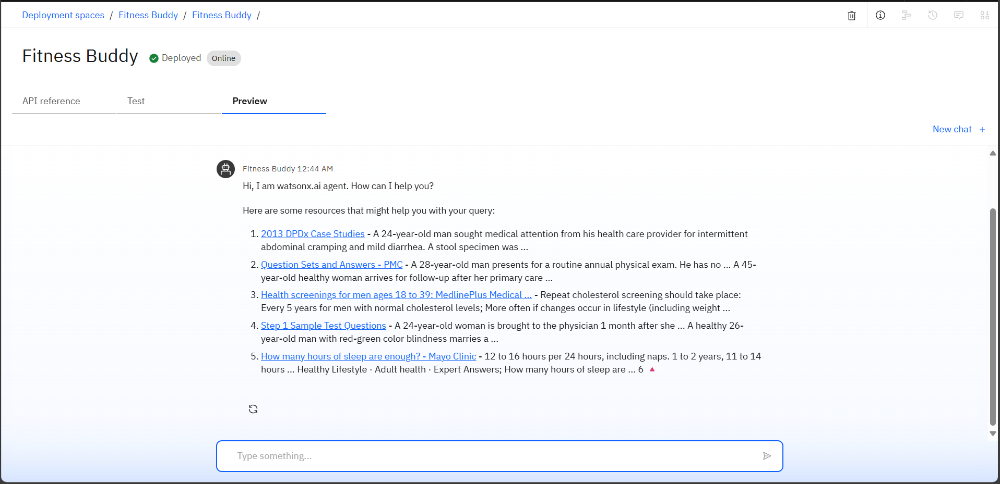 Deployment spaces / Fitness Buddy / Fitness Buddy /
Fitness Buddy Deployed Online
API reference Test Preview
New chat +
Fitness Buddy 12:44 AM
Hi, I am watsonx.ai agent. How can I help you?
Here are some resources that might help you with your query:
1. 2013 DPDx Case Studies - A 24-year-old man sought medical attention from his health care provider for intermittent
abdominal cramping and mild diarrhea. A stool specimen was ...
2. Question Sets and Answers - PMC - A 28-year-old man presents for a routine annual physical exam. He has no ... A 45-
year-old healthy woman arrives for follow-up after her primary care ...
3. Health screenings for men ages 18 to 39: MedlinePlus Medical ... - Repeat cholesterol screening should take place:
Every 5 years for men with normal cholesterol levels; More often if changes occur in lifestyle (including weight ...
4. Step 1 Sample Test Questions - A 24-year-old woman is brought to the physician 1 month after she ... A healthy 26-
year-old man with red-green color blindness marries a ...
5. How many hours of sleep are enough? - Mayo Clinic - 12 to 16 hours per 24 hours, including naps. 1 to 2 years, 11 to 14
hours ... Healthy Lifestyle · Adult health · Expert Answers; How many hours of sleep are ... 6 🔺
Type something...